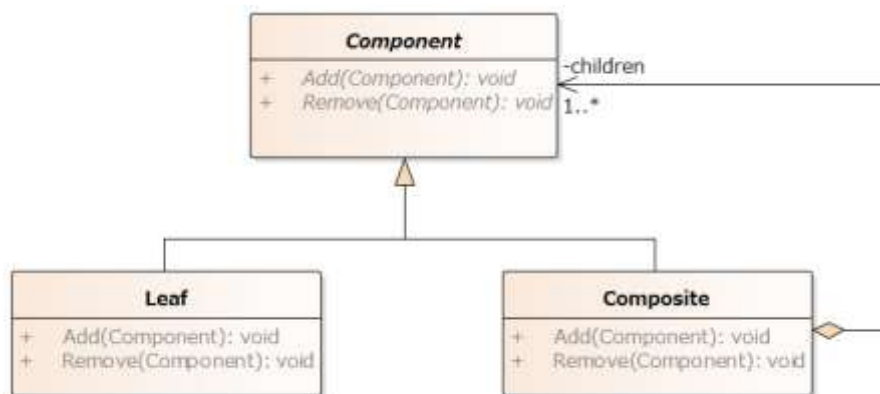 Component
+ Add(Component): void
+ Remove(Component): void
-children
1..*
Leaf
+ Add(Component): void
+ Remove(Component): void
Composite
+ Add(Component): void
+ Remove(Component): void